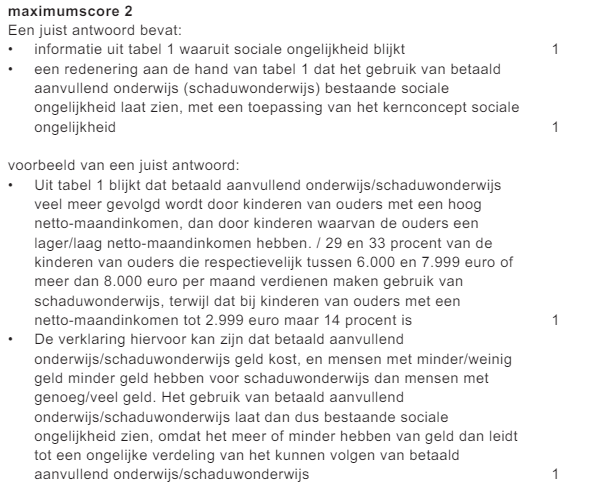 maximumscore 2
Een juist antwoord bevat:
• informatie uit tabel 1 waaruit sociale ongelijkheid blijkt 1
• een redenering aan de hand van tabel 1 dat het gebruik van betaald
aanvullend onderwijs (schaduwonderwijs) bestaande sociale
ongelijkheid laat zien, met een toepassing van het kernconcept sociale
ongelijkheid 1
voorbeeld van een juist antwoord:
• Uit tabel 1 blijkt dat betaald aanvullend onderwijs/schaduwonderwijs
veel meer gevolgd wordt door kinderen van ouders met een hoog
netto-maandinkomen, dan door kinderen waarvan de ouders een
lager/laag netto-maandinkomen hebben. / 29 en 33 procent van de
kinderen van ouders die respectievelijk tussen 6.000 en 7.999 euro of
meer dan 8.000 euro per maand verdienen maken gebruik van
schaduwonderwijs, terwijl dat bij kinderen van ouders met een
netto-maandinkomen tot 2.999 euro maar 14 procent is 1
• De verklaring hiervoor kan zijn dat betaald aanvullend
onderwijs/schaduwonderwijs geld kost, en mensen met minder/weinig
geld minder geld hebben voor schaduwonderwijs dan mensen met
genoeg/veel geld. Het gebruik van betaald aanvullend
onderwijs/schaduwonderwijs laat dan dus bestaande sociale
ongelijkheid zien, omdat het meer of minder hebben van geld dan leidt
tot een ongelijke verdeling van het kunnen volgen van betaald
aanvullend onderwijs/schaduwonderwijs 1